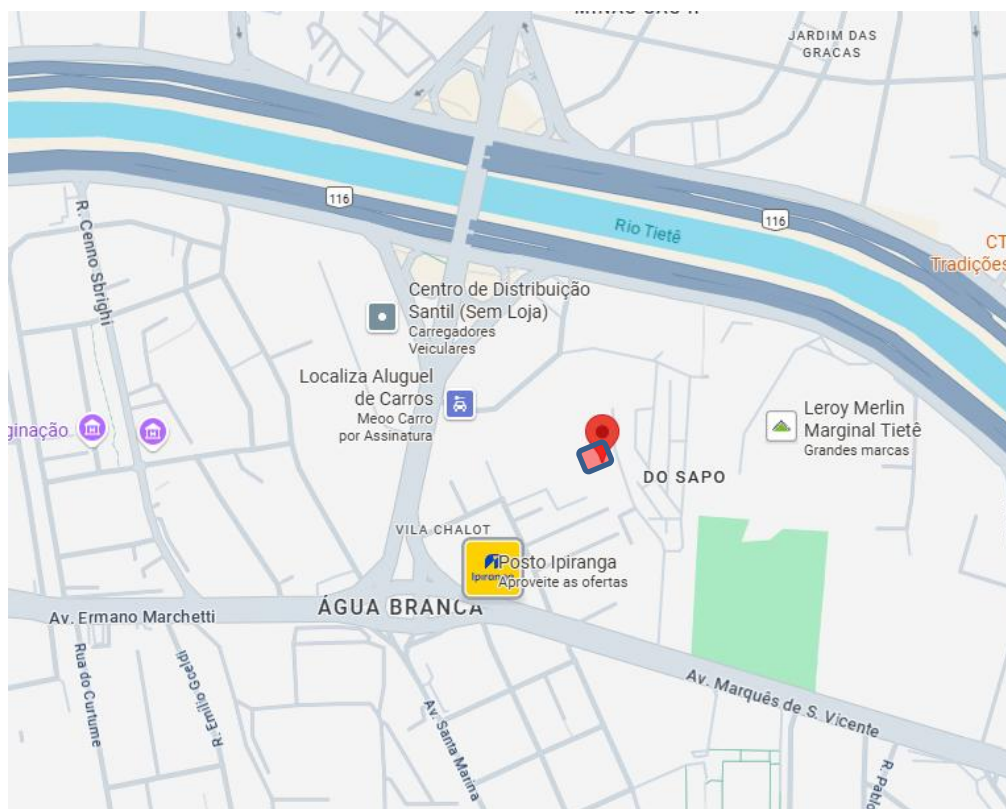 JARDIM DAS
GRACAS
116
116
Rio Tietê
CT
Tradições
R. Cenno Sbrighi
Centro de Distribuição
Santil (Sem Loja)
Carregadores
Veiculares
Localiza Aluguel
de Carros
Meoo Carro
por Assinatura
ginação
Leroy Merlin
Marginal Tietê
Grandes marcas
DO SAPO
VILA CHALOT
Ipiranga
Posto Ipiranga
Aproveite as ofertas
ÁGUA BRANCA
Av. Ermano Marchetti
Rua do Curtume
R. Emílio Goeldi
Av. Santa Marina
Av. Marquês de S. Vicente